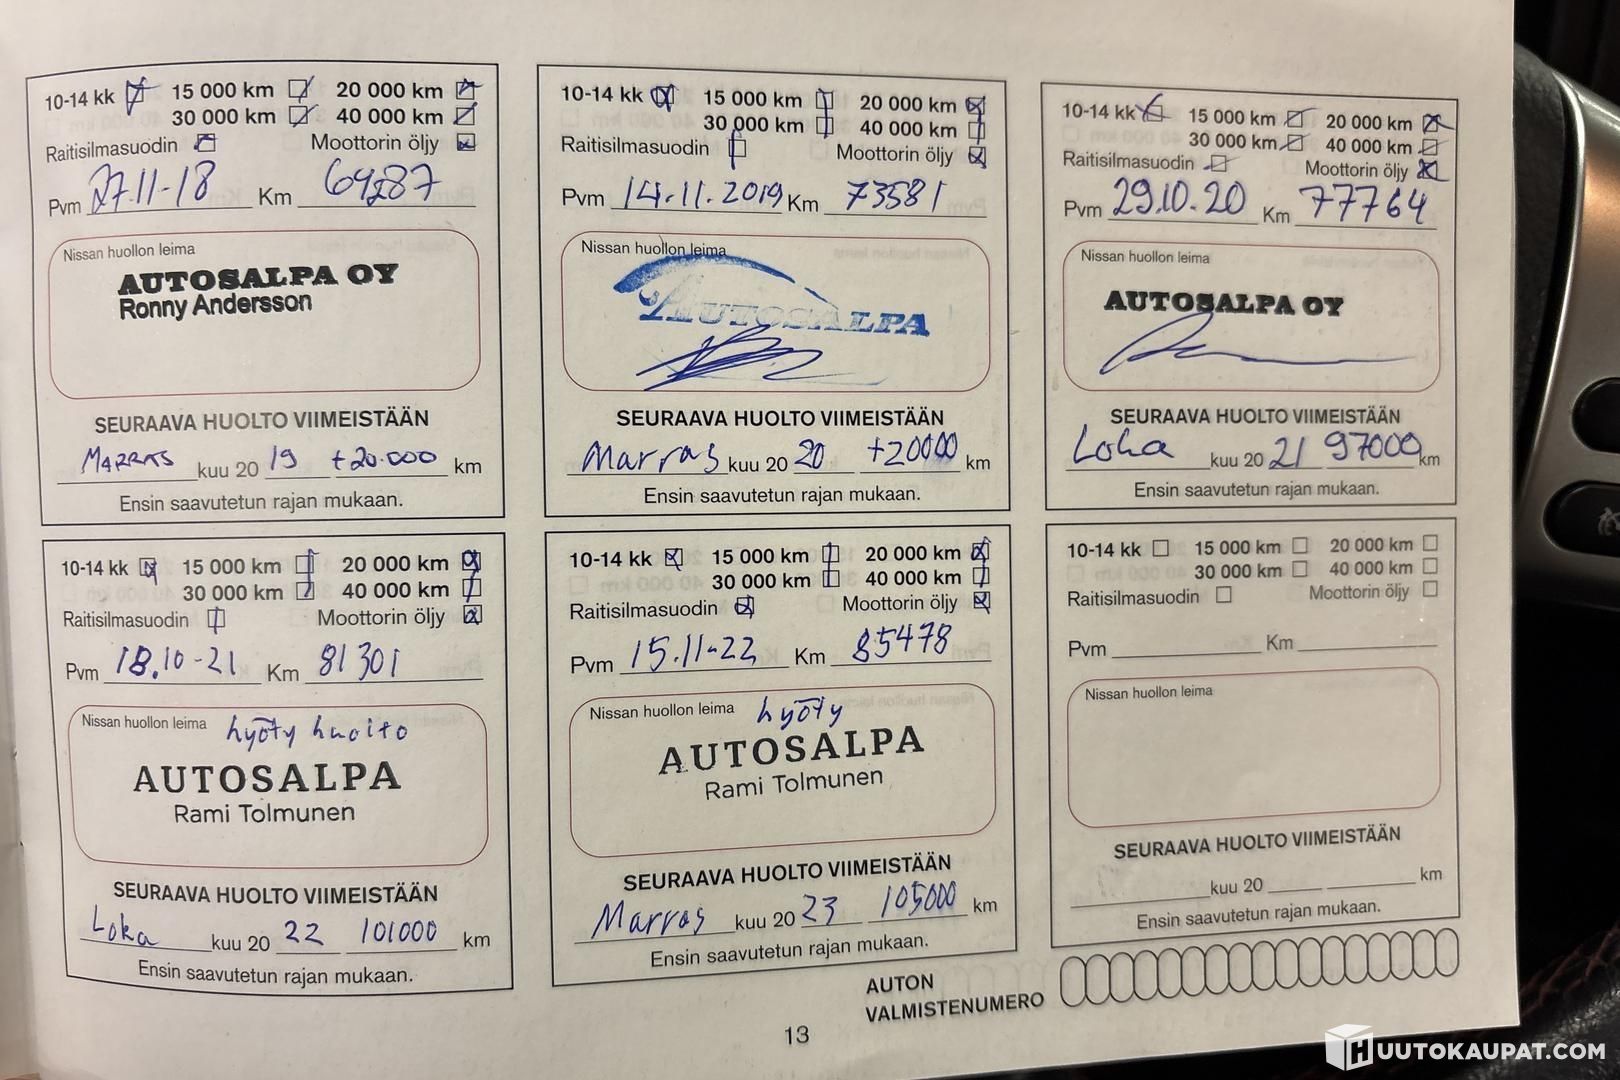 10-14 kk 15 000 km 20 000 km
30 000 km 40 000 km
Raitisilmasuodin Moottorin öljy
Pvm 27.11-18 Km 69287
Nissan huollon leima
AUTOSALPA OY
Ronny Andersson
SEURAAVA HUOLTO VIIMEISTÄÄN
MARRAS kuu 20 19 +20.000 km
Ensin saavutetun rajan mukaan.
10-14 kk 15 000 km 20 000 km
30 000 km 40 000 km
Raitisilmasuodin Moottorin öljy
Pvm 14.11.2019 Km 73581
Nissan huollon leima
AUTOSALPA
SEURAAVA HUOLTO VIIMEISTÄÄN
Marras kuu 20 20 +20000 km
Ensin saavutetun rajan mukaan.
10-14 kk 15 000 km 20 000 km
30 000 km 40 000 km
Raitisilmasuodin Moottorin öljy
Pvm 29.10.20 Km 77764
Nissan huollon leima
AUTOSALPA OY
SEURAAVA HUOLTO VIIMEISTÄÄN
Loka kuu 20 21 97000 km
Ensin saavutetun rajan mukaan.
10-14 kk 15 000 km 20 000 km
30 000 km 40 000 km
Raitisilmasuodin Moottorin öljy
Pvm 18.10-21 Km 81301
Nissan huollon leima hyöty huolto
AUTOSALPA
Rami Tolmunen
SEURAAVA HUOLTO VIIMEISTÄÄN
Loka kuu 20 22 101000 km
Ensin saavutetun rajan mukaan.
10-14 kk 15 000 km 20 000 km
30 000 km 40 000 km
Raitisilmasuodin Moottorin öljy
Pvm 15.11-22 Km 85478
Nissan huollon leima hyöty
AUTOSALPA
Rami Tolmunen
SEURAAVA HUOLTO VIIMEISTÄÄN
Marras kuu 20 23 105000 km
Ensin saavutetun rajan mukaan.
10-14 kk 15 000 km 20 000 km
30 000 km 40 000 km
Raitisilmasuodin Moottorin öljy
Pvm Km
Nissan huollon leima
SEURAAVA HUOLTO VIIMEISTÄÄN
kuu 20 km
Ensin saavutetun rajan mukaan.
AUTON
VALMISTENUMERO
13
HUUTOKAUPAT.COM